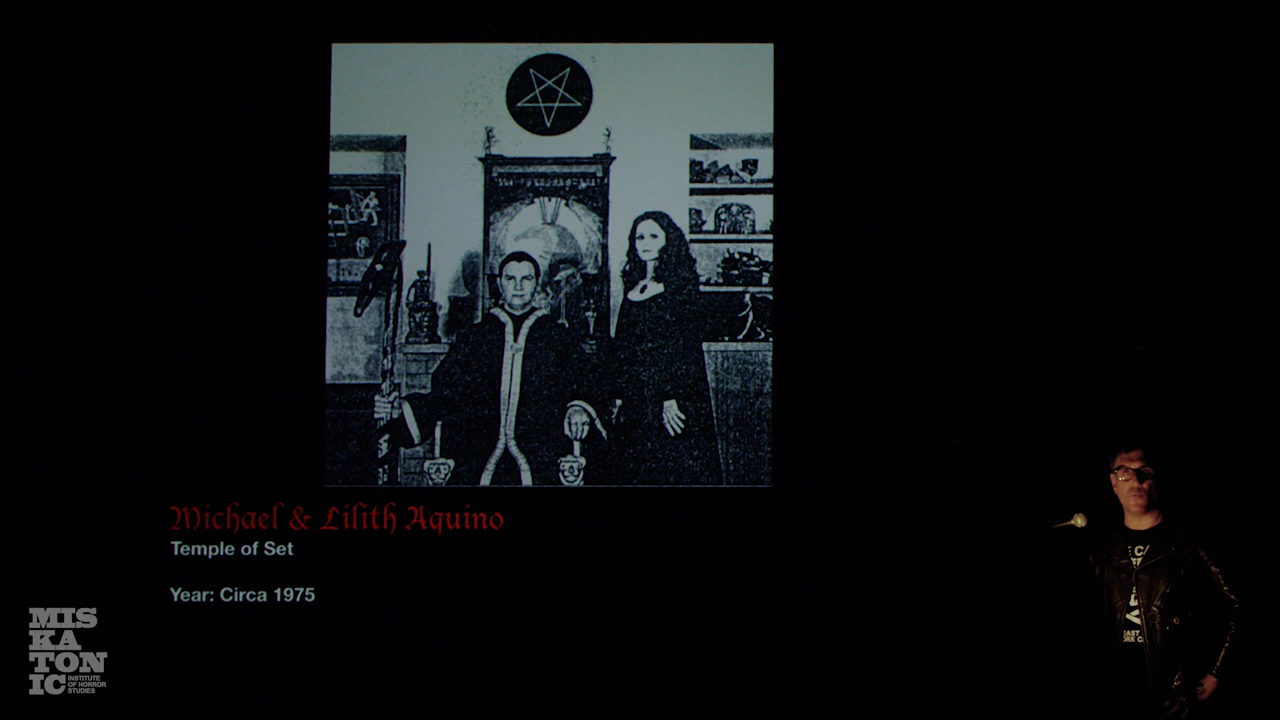 Michael & Lilith Aquino
Temple of Set
Year: Circa 1975
MIS
KA
TON
IC
INSTITUTE
OF HORROR
STUDIES